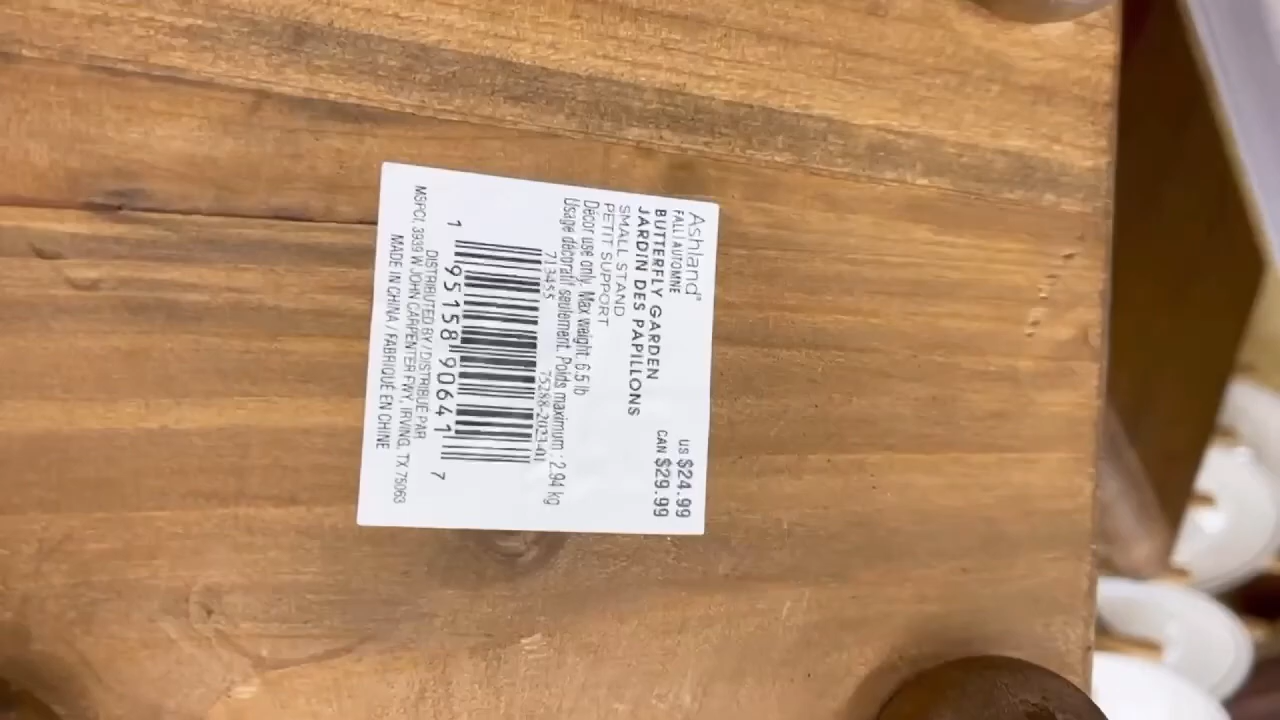 Ashland®
FALL | AUTOMNE
BUTTERFLY GARDEN
JARDIN DES PAPILLONS
US $24.99
CAN $29.99
SMALL STAND
PETIT SUPPORT
Décor use only. Max weight: 6.5 lb
Usage décoratif seulement. Poids maximum : 2.94 kg
713455 75288-2023-01
1 95158 90641 7
DISTRIBUTED BY / DISTRIBUÉ PAR
MSPCI, 3939 W JOHN CARPENTER FWY, IRVING, TX 75063
MADE IN CHINA / FABRIQUÉ EN CHINE